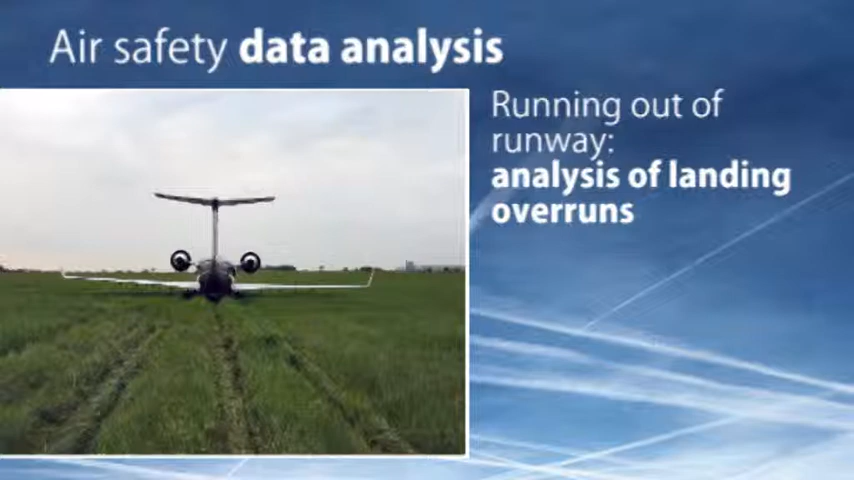 Air safety data analysis
Running out of
runway:
analysis of landing
overruns